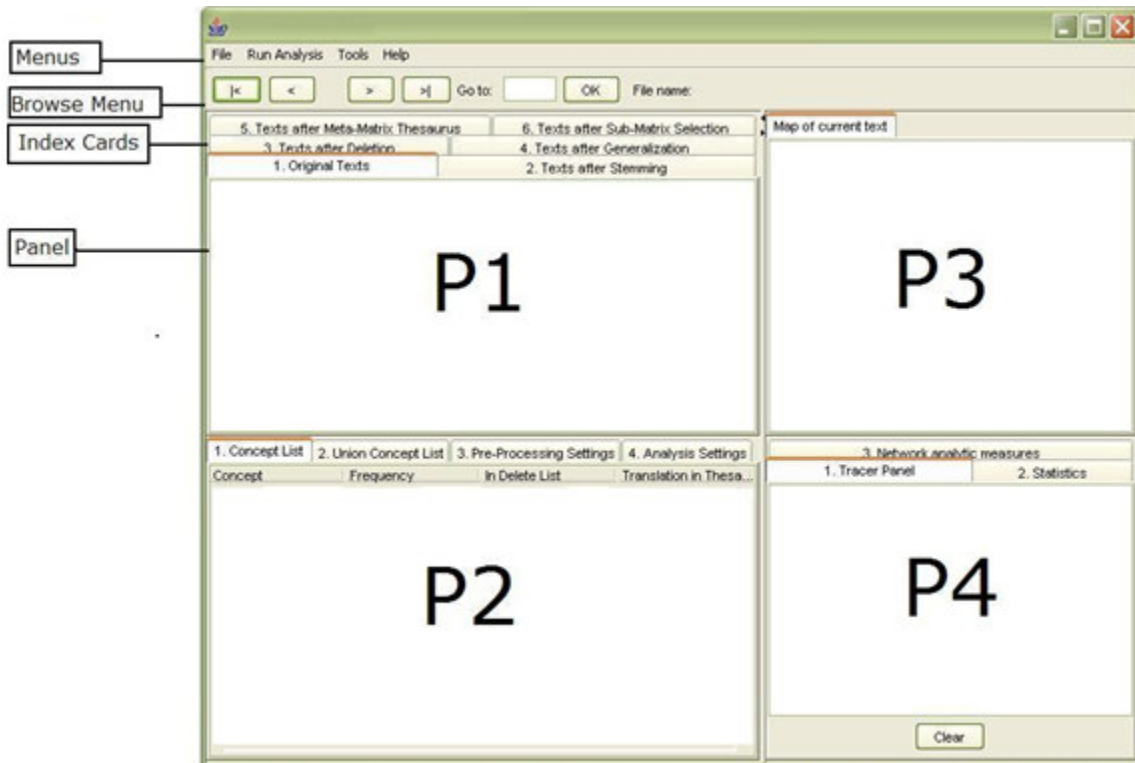 Menus
File Run Analysis Tools Help
Browse Menu
|< < > >| Go to: OK File name:
Index Cards
5. Texts after Meta-Matrix Thesaurus 6. Texts after Sub-Matrix Selection
3. Texts after Deletion 4. Texts after Generalization
1. Original Texts 2. Texts after Stemming
Map of current text
Panel
P1
P3
1. Concept List 2. Union Concept List 3. Pre-Processing Settings 4. Analysis Settings
Concept Frequency In Delete List Translation in Thesa...
3. Network analytic measures
1. Tracer Panel 2. Statistics
P2
P4
Clear